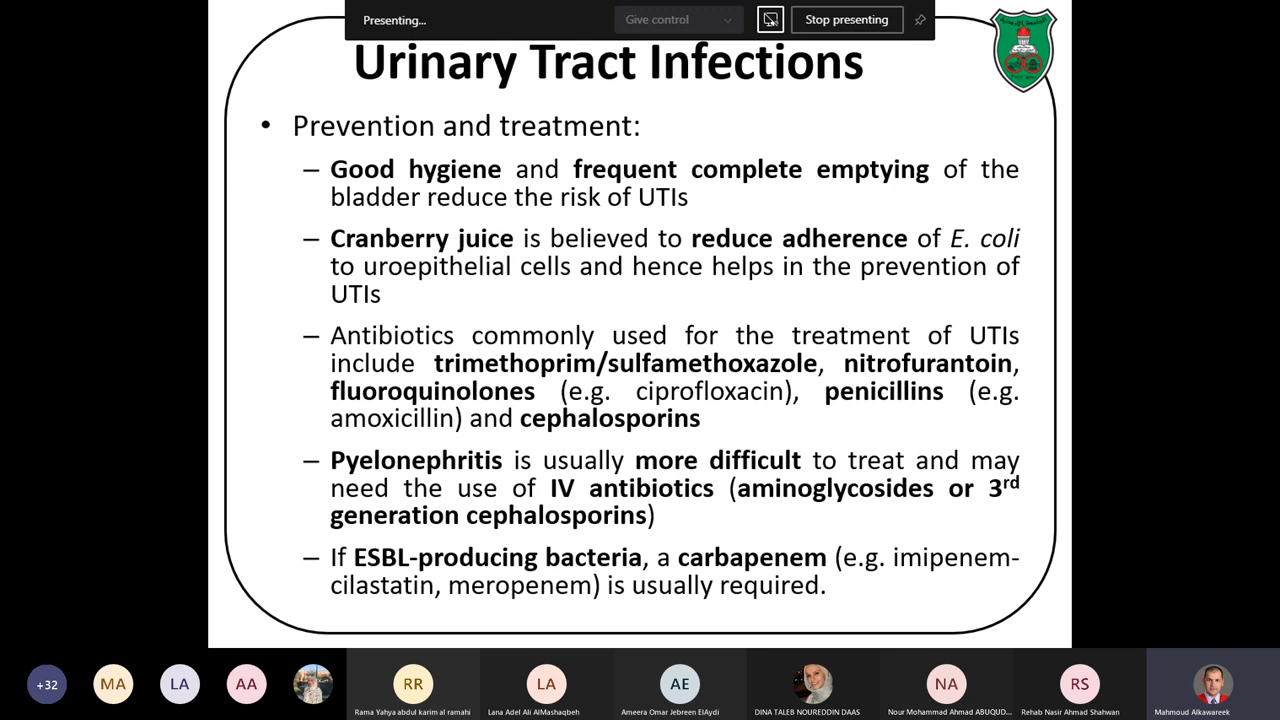 Presenting...
Give control
Stop presenting
Urinary Tract Infections
• Prevention and treatment:
– Good hygiene and frequent complete emptying of the
bladder reduce the risk of UTIs
– Cranberry juice is believed to reduce adherence of E. coli
to uroepithelial cells and hence helps in the prevention of
UTIs
– Antibiotics commonly used for the treatment of UTIs
include trimethoprim/sulfamethoxazole, nitrofurantoin,
fluoroquinolones (e.g. ciprofloxacin), penicillins (e.g.
amoxicillin) and cephalosporins
– Pyelonephritis is usually more difficult to treat and may
need the use of IV antibiotics (aminoglycosides or 3rd
generation cephalosporins)
– If ESBL-producing bacteria, a carbapenem (e.g. imipenem-
cilastatin, meropenem) is usually required.
+32
MA
LA
AA
RR
LA
AE
NA
RS
Rama Yahya abdul karim al ramahi
Lana Adel Ali AlMashaqbeh
Ameera Omar Jebreen ElAydi
DINA TALEB NOUREDDIN DAAS
Nour Mohammad Ahmad ABUQUD...
Rehab Nasir Ahmad Shahwan
Mahmoud Alkawareek